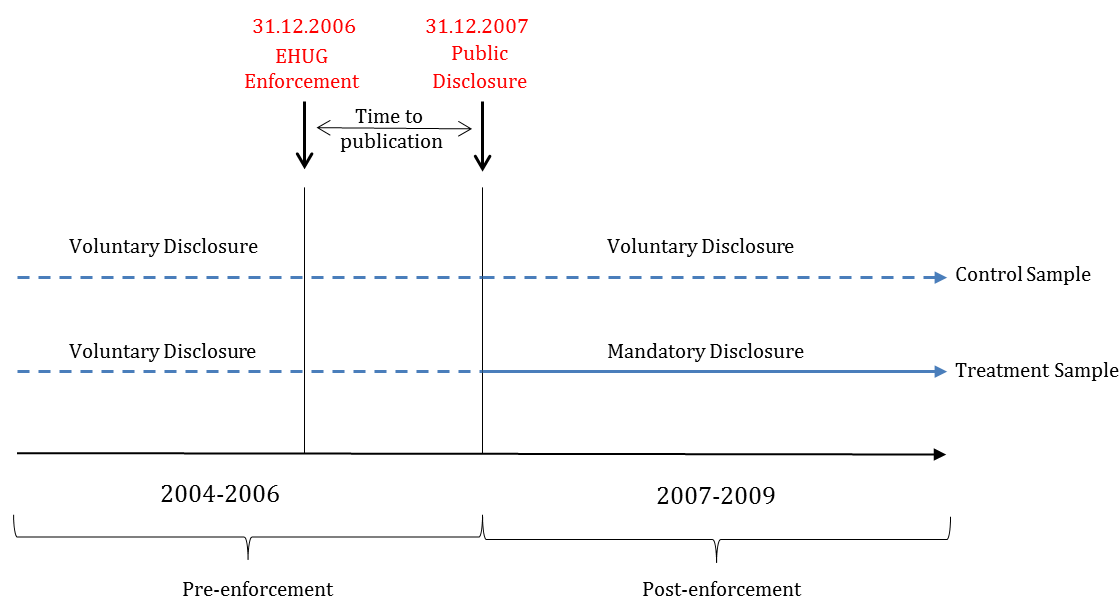 31.12.2006
EHUG
Enforcement
31.12.2007
Public
Disclosure
Time to
publication
Voluntary Disclosure
Voluntary Disclosure
Control Sample
Voluntary Disclosure
Mandatory Disclosure
Treatment Sample
2004-2006
2007-2009
Pre-enforcement
Post-enforcement